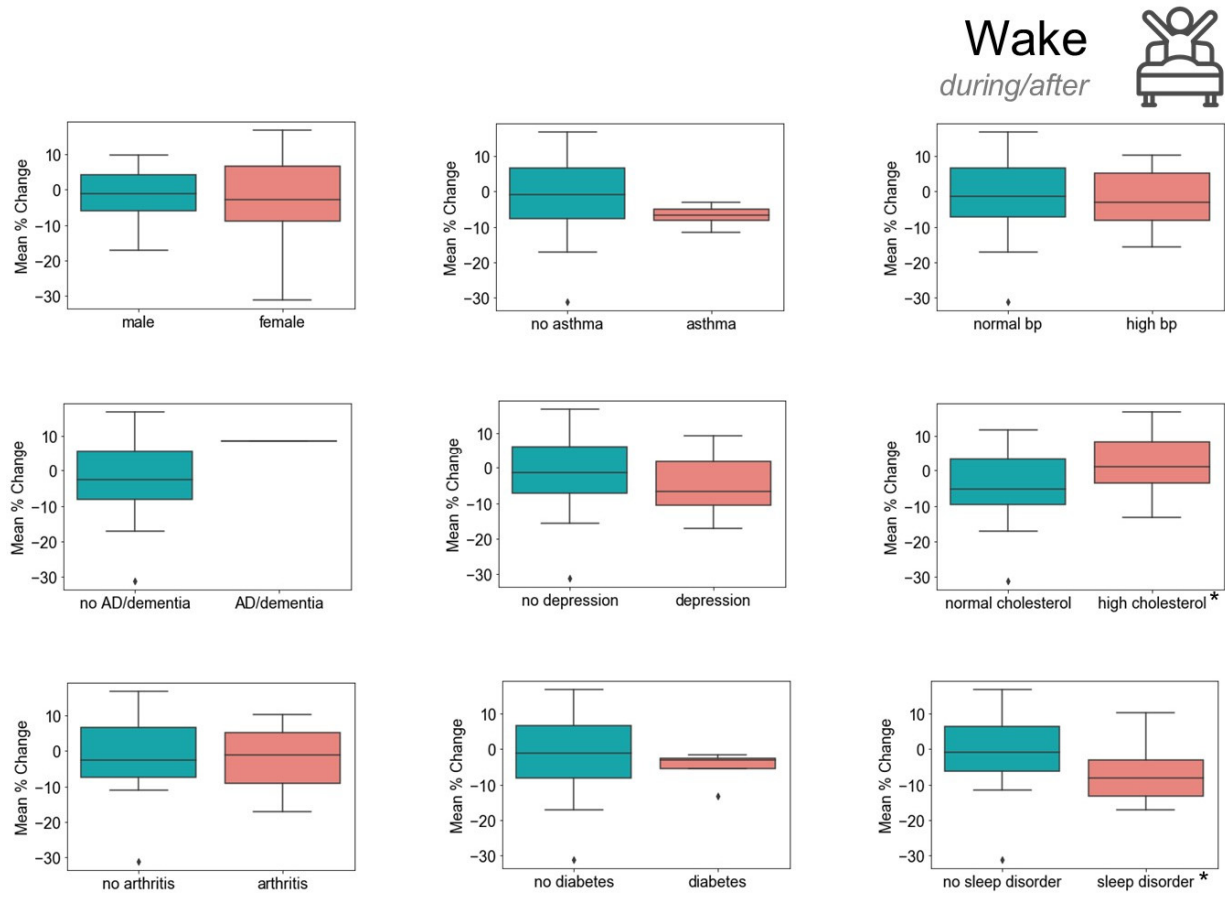 Wake
during/after
Mean % Change
10
0
−10
−20
−30
male female
Mean % Change
10
0
−10
−20
−30
no asthma asthma
Mean % Change
10
0
−10
−20
−30
normal bp high bp
Mean % Change
10
0
−10
−20
−30
no AD/dementia AD/dementia
Mean % Change
10
0
−10
−20
−30
no depression depression
Mean % Change
10
0
−10
−20
−30
normal cholesterol high cholesterol *
Mean % Change
10
0
−10
−20
−30
no arthritis arthritis
Mean % Change
10
0
−10
−20
−30
no diabetes diabetes
Mean % Change
10
0
−10
−20
−30
no sleep disorder sleep disorder *